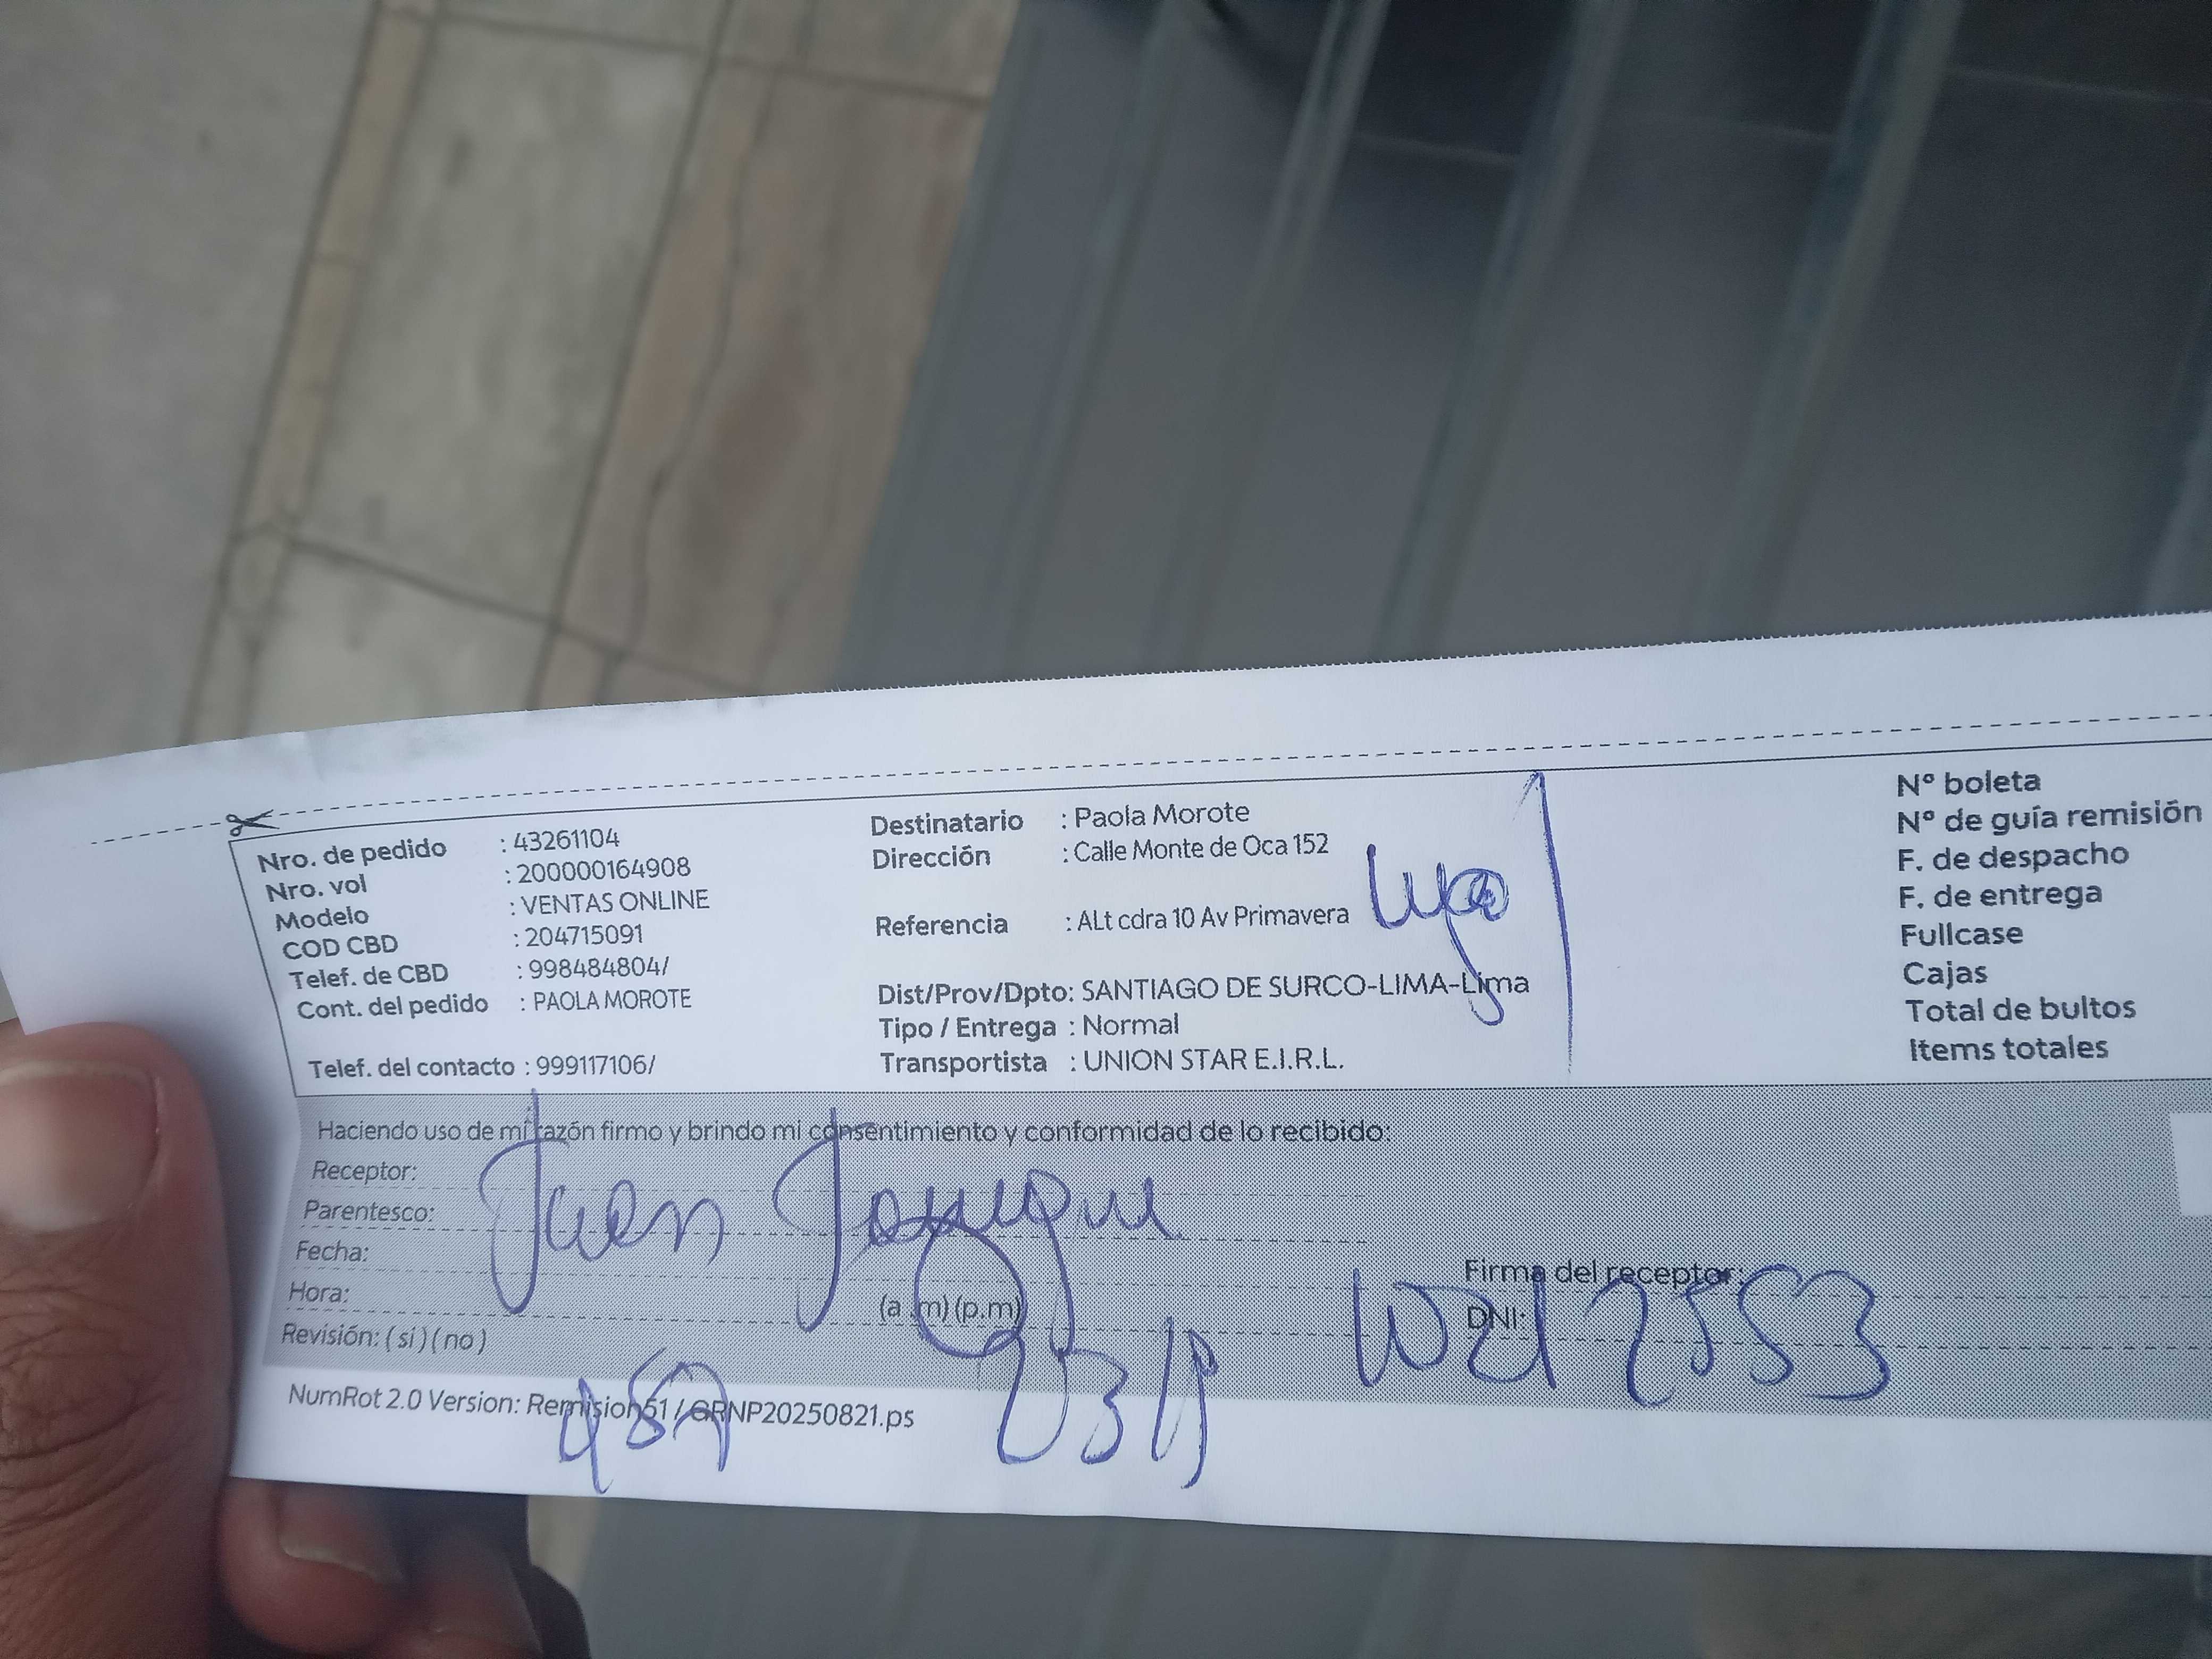 Nro. de pedido : 43261104
Nro. vol : 200000164908
Modelo : VENTAS ONLINE
COD CBD : 204715091
Telef. de CBD : 998484804/
Cont. del pedido : PAOLA MOROTE
Telef. del contacto : 999117106/
Destinatario : Paola Morote
Dirección : Calle Monte de Oca 152
Referencia : ALt cdra 10 Av Primavera
Dist/Prov/Dpto: SANTIAGO DE SURCO-LIMA-Lima
Tipo / Entrega : Normal
Transportista : UNION STAR E.I.R.L.
Nº boleta
Nº de guía remisión
F. de despacho
F. de entrega
Fullcase
Cajas
Total de bultos
Items totales
Haciendo uso de mi razón firmo y brindo mi consentimiento y conformidad de lo recibido:
Receptor:
Juan
Parentesco:
Fecha:
Hora: (a .m) (p.m)
Revisión: ( si ) ( no )
Firma del receptor:
DNI:
NumRot 2.0 Version: Remision51 / GRNP20250821.ps